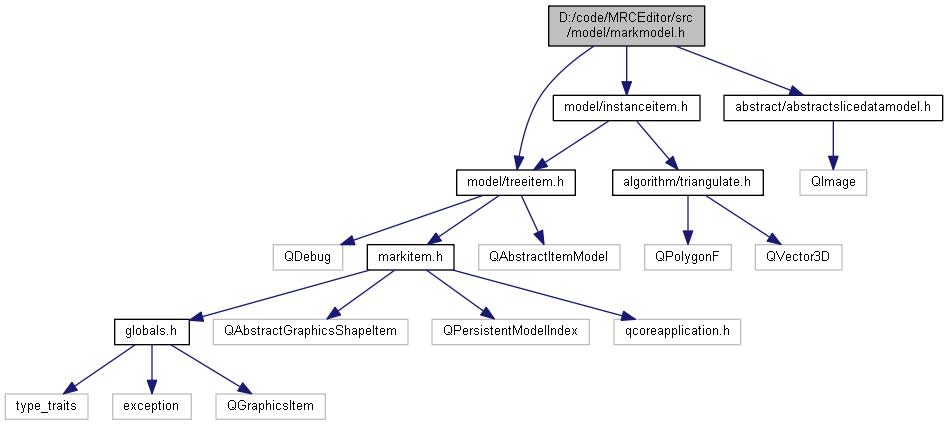 D:/code/MRCEditor/src
/model/markmodel.h
model/instanceitem.h
abstract/abstractslicedatamodel.h
model/treeitem.h
algorithm/triangulate.h
QImage
QDebug
markitem.h
QAbstractItemModel
QPolygonF
QVector3D
globals.h
QAbstractGraphicsShapeItem
QPersistentModelIndex
qcoreapplication.h
type_traits
exception
QGraphicsItem